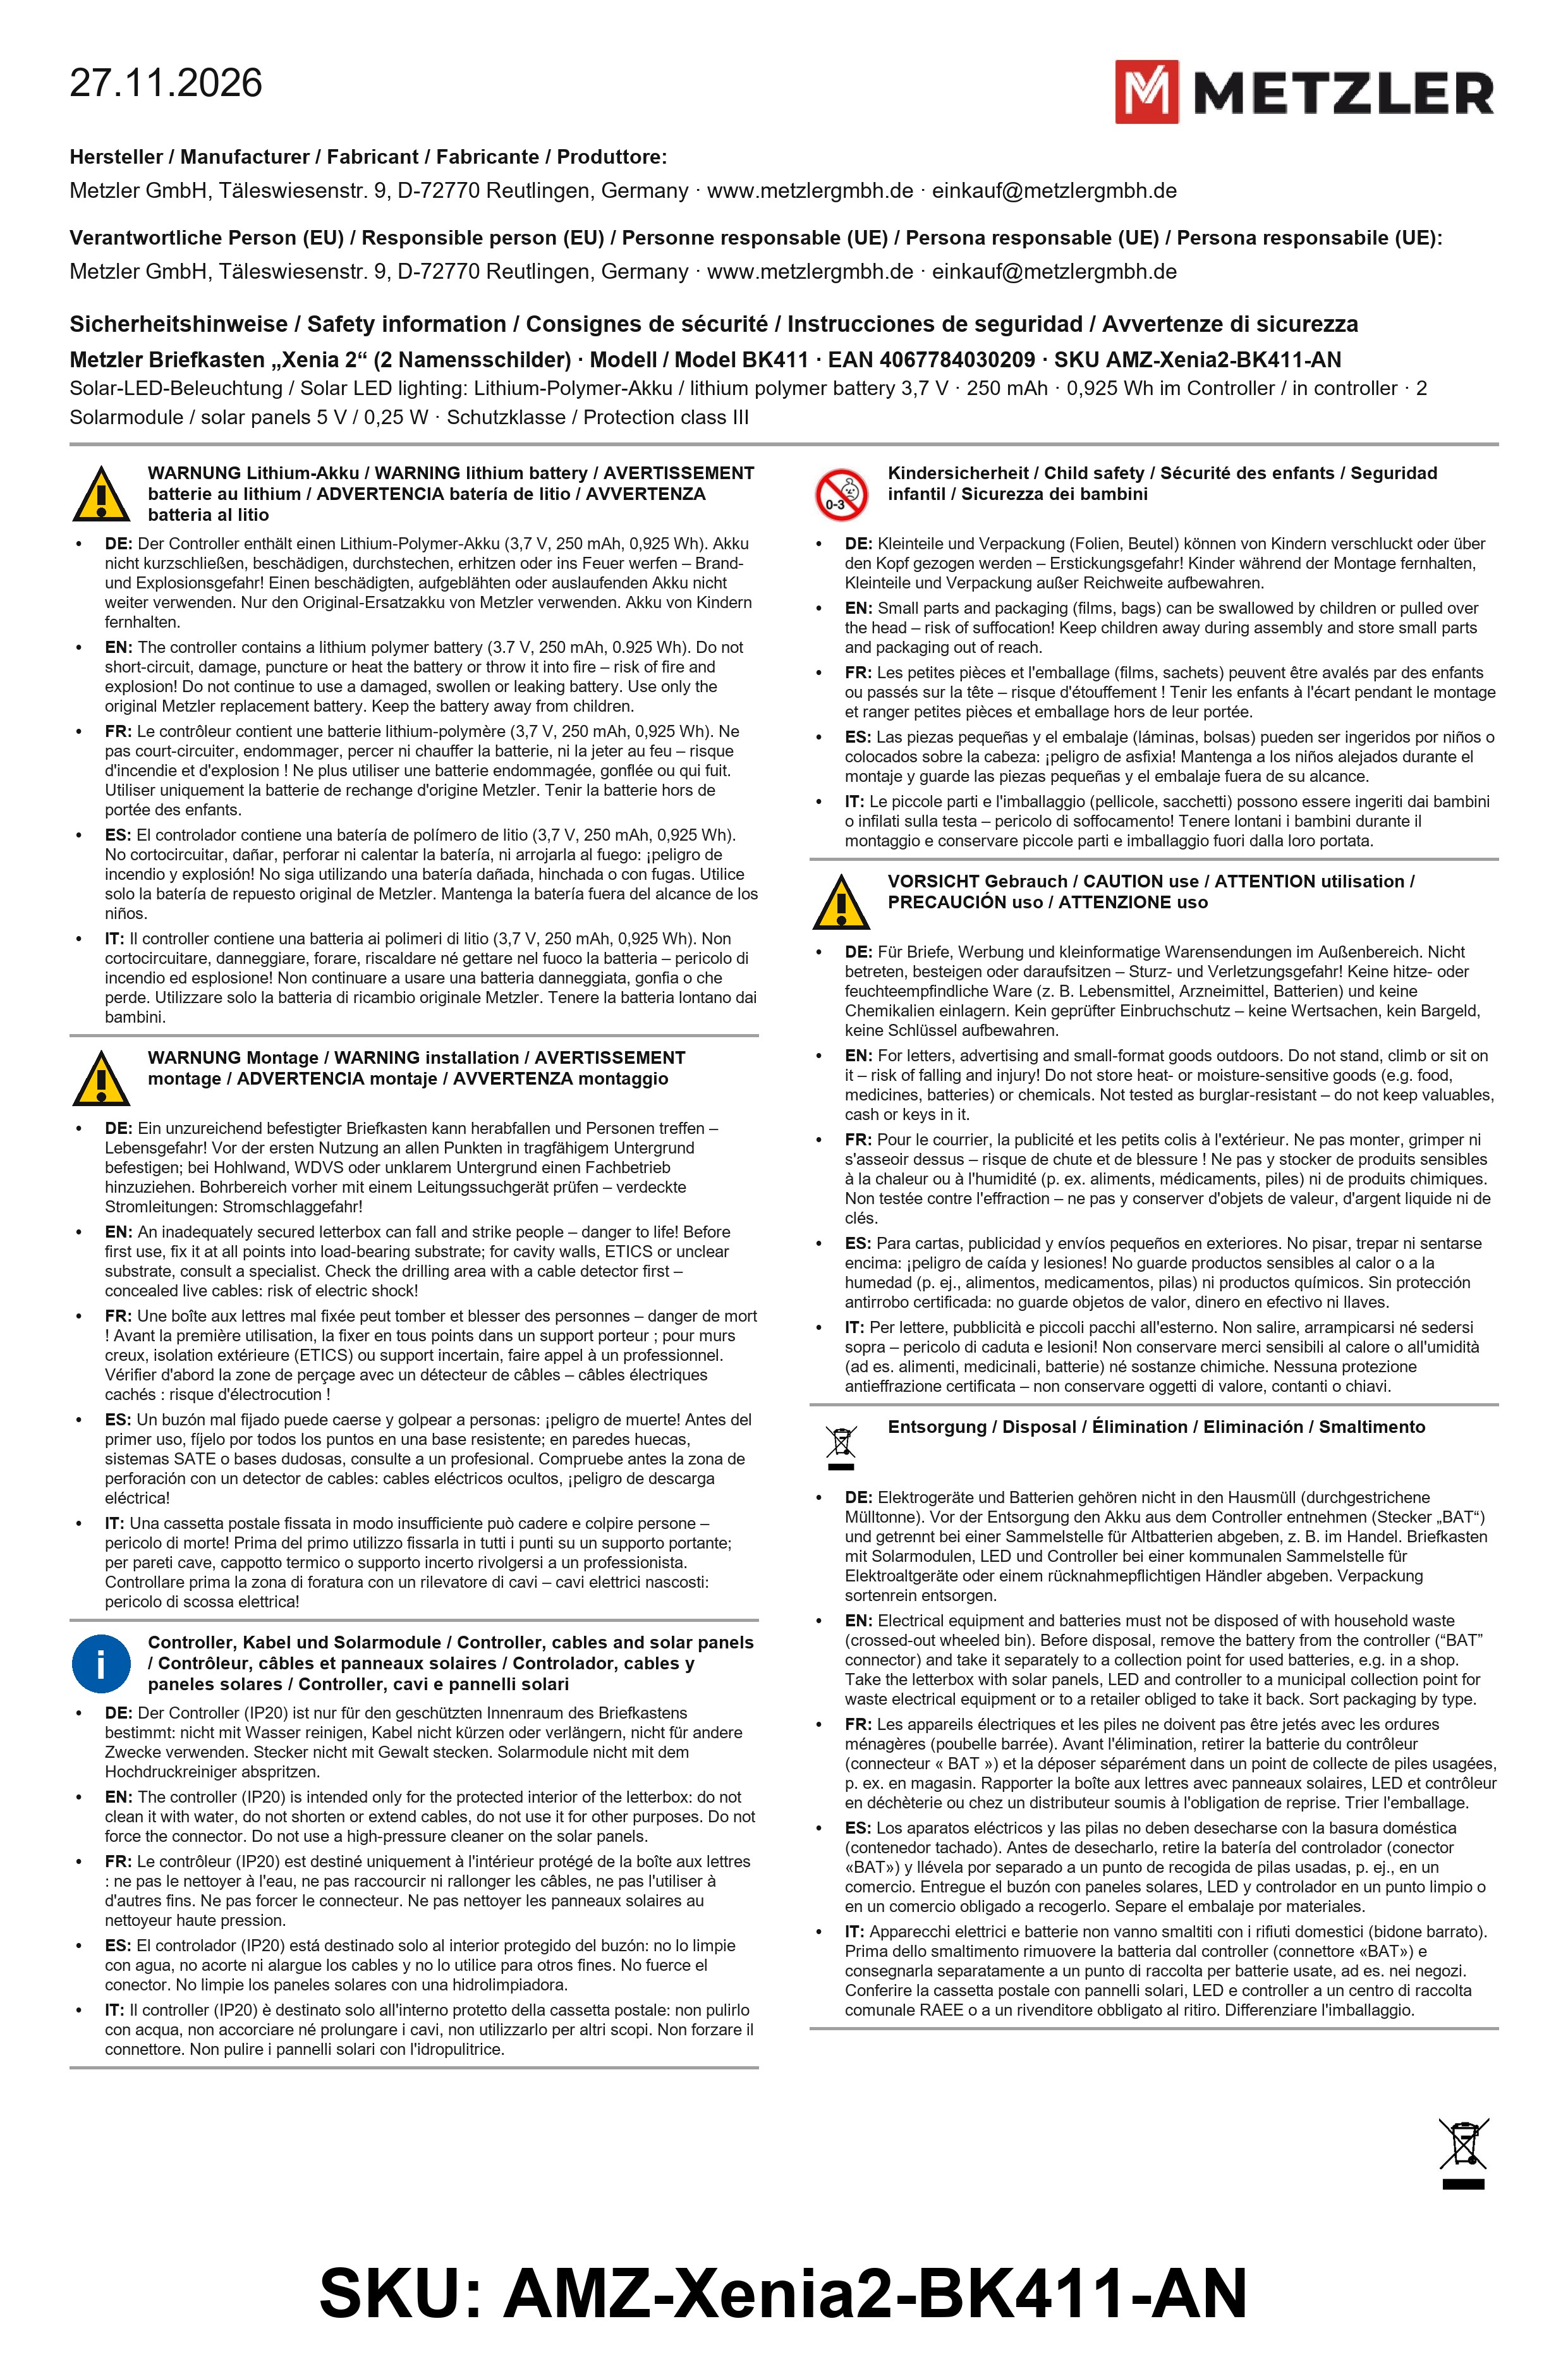 27.11.2026
METZLER
Hersteller / Manufacturer / Fabricant / Fabricante / Produttore:
Metzler GmbH, Täleswiesenstr. 9, D-72770 Reutlingen, Germany · www.metzlergmbh.de · einkauf@metzlergmbh.de
Verantwortliche Person (EU) / Responsible person (EU) / Personne responsable (UE) / Persona responsable (UE) / Persona responsabile (UE):
Metzler GmbH, Täleswiesenstr. 9, D-72770 Reutlingen, Germany · www.metzlergmbh.de · einkauf@metzlergmbh.de
Sicherheitshinweise / Safety information / Consignes de sécurité / Instrucciones de seguridad / Avvertenze di sicurezza
Metzler Briefkasten „Xenia 2“ (2 Namensschilder) · Modell / Model BK411 · EAN 4067784030209 · SKU AMZ-Xenia2-BK411-AN
Solar-LED-Beleuchtung / Solar LED lighting: Lithium-Polymer-Akku / lithium polymer battery 3,7 V · 250 mAh · 0,925 Wh im Controller / in controller · 2
Solarmodule / solar panels 5 V / 0,25 W · Schutzklasse / Protection class III
WARNUNG Lithium-Akku / WARNING lithium battery / AVERTISSEMENT
batterie au lithium / ADVERTENCIA batería de litio / AVVERTENZA
batteria al litio
• DE: Der Controller enthält einen Lithium-Polymer-Akku (3,7 V, 250 mAh, 0,925 Wh). Akku
nicht kurzschließen, beschädigen, durchstechen, erhitzen oder ins Feuer werfen – Brand-
und Explosionsgefahr! Einen beschädigten, aufgeblähten oder auslaufenden Akku nicht
weiter verwenden. Nur den Original-Ersatzakku von Metzler verwenden. Akku von Kindern
fernhalten.
• EN: The controller contains a lithium polymer battery (3.7 V, 250 mAh, 0.925 Wh). Do not
short-circuit, damage, puncture or heat the battery or throw it into fire – risk of fire and
explosion! Do not continue to use a damaged, swollen or leaking battery. Use only the
original Metzler replacement battery. Keep the battery away from children.
• FR: Le contrôleur contient une batterie lithium-polymère (3,7 V, 250 mAh, 0,925 Wh). Ne
pas court-circuiter, endommager, percer ni chauffer la batterie, ni la jeter au feu – risque
d'incendie et d'explosion ! Ne plus utiliser une batterie endommagée, gonflée ou qui fuit.
Utiliser uniquement la batterie de rechange d'origine Metzler. Tenir la batterie hors de
portée des enfants.
• ES: El controlador contiene una batería de polímero de litio (3,7 V, 250 mAh, 0,925 Wh).
No cortocircuitar, dañar, perforar ni calentar la batería, ni arrojarla al fuego: ¡peligro de
incendio y explosión! No siga utilizando una batería dañada, hinchada o con fugas. Utilice
solo la batería de repuesto original de Metzler. Mantenga la batería fuera del alcance de los
niños.
• IT: Il controller contiene una batteria ai polimeri di litio (3,7 V, 250 mAh, 0,925 Wh). Non
cortocircuitare, danneggiare, forare, riscaldare né gettare nel fuoco la batteria – pericolo di
incendio ed esplosione! Non continuare a usare una batteria danneggiata, gonfia o che
perde. Utilizzare solo la batteria di ricambio originale Metzler. Tenere la batteria lontano dai
bambini.
WARNUNG Montage / WARNING installation / AVERTISSEMENT
montage / ADVERTENCIA montaje / AVVERTENZA montaggio
• DE: Ein unzureichend befestigter Briefkasten kann herabfallen und Personen treffen –
Lebensgefahr! Vor der ersten Nutzung an allen Punkten in tragfähigem Untergrund
befestigen; bei Hohlwand, WDVS oder unklarem Untergrund einen Fachbetrieb
hinzuziehen. Bohrbereich vorher mit einem Leitungssuchgerät prüfen – verdeckte
Stromleitungen: Stromschlaggefahr!
• EN: An inadequately secured letterbox can fall and strike people – danger to life! Before
first use, fix it at all points into load-bearing substrate; for cavity walls, ETICS or unclear
substrate, consult a specialist. Check the drilling area with a cable detector first –
concealed live cables: risk of electric shock!
• FR: Une boîte aux lettres mal fixée peut tomber et blesser des personnes – danger de mort
! Avant la première utilisation, la fixer en tous points dans un support porteur ; pour murs
creux, isolation extérieure (ETICS) ou support incertain, faire appel à un professionnel.
Vérifier d'abord la zone de perçage avec un détecteur de câbles – câbles électriques
cachés : risque d'électrocution !
• ES: Un buzón mal fijado puede caerse y golpear a personas: ¡peligro de muerte! Antes del
primer uso, fíjelo por todos los puntos en una base resistente; en paredes huecas,
sistemas SATE o bases dudosas, consulte a un profesional. Compruebe antes la zona de
perforación con un detector de cables: cables eléctricos ocultos, ¡peligro de descarga
eléctrica!
• IT: Una cassetta postale fissata in modo insufficiente può cadere e colpire persone –
pericolo di morte! Prima del primo utilizzo fissarla in tutti i punti su un supporto portante;
per pareti cave, cappotto termico o supporto incerto rivolgersi a un professionista.
Controllare prima la zona di foratura con un rilevatore di cavi – cavi elettrici nascosti:
pericolo di scossa elettrica!
i
Controller, Kabel und Solarmodule / Controller, cables and solar panels
/ Contrôleur, câbles et panneaux solaires / Controlador, cables y
paneles solares / Controller, cavi e pannelli solari
• DE: Der Controller (IP20) ist nur für den geschützten Innenraum des Briefkastens
bestimmt: nicht mit Wasser reinigen, Kabel nicht kürzen oder verlängern, nicht für andere
Zwecke verwenden. Stecker nicht mit Gewalt stecken. Solarmodule nicht mit dem
Hochdruckreiniger abspritzen.
• EN: The controller (IP20) is intended only for the protected interior of the letterbox: do not
clean it with water, do not shorten or extend cables, do not use it for other purposes. Do not
force the connector. Do not use a high-pressure cleaner on the solar panels.
• FR: Le contrôleur (IP20) est destiné uniquement à l'intérieur protégé de la boîte aux lettres
: ne pas le nettoyer à l'eau, ne pas raccourcir ni rallonger les câbles, ne pas l'utiliser à
d'autres fins. Ne pas forcer le connecteur. Ne pas nettoyer les panneaux solaires au
nettoyeur haute pression.
• ES: El controlador (IP20) está destinado solo al interior protegido del buzón: no lo limpie
con agua, no acorte ni alargue los cables y no lo utilice para otros fines. No fuerce el
conector. No limpie los paneles solares con una hidrolimpiadora.
• IT: Il controller (IP20) è destinato solo all'interno protetto della cassetta postale: non pulirlo
con acqua, non accorciare né prolungare i cavi, non utilizzarlo per altri scopi. Non forzare il
connettore. Non pulire i pannelli solari con l'idropulitrice.
0-3
Kindersicherheit / Child safety / Sécurité des enfants / Seguridad
infantil / Sicurezza dei bambini
• DE: Kleinteile und Verpackung (Folien, Beutel) können von Kindern verschluckt oder über
den Kopf gezogen werden – Erstickungsgefahr! Kinder während der Montage fernhalten,
Kleinteile und Verpackung außer Reichweite aufbewahren.
• EN: Small parts and packaging (films, bags) can be swallowed by children or pulled over
the head – risk of suffocation! Keep children away during assembly and store small parts
and packaging out of reach.
• FR: Les petites pièces et l'emballage (films, sachets) peuvent être avalés par des enfants
ou passés sur la tête – risque d'étouffement ! Tenir les enfants à l'écart pendant le montage
et ranger petites pièces et emballage hors de leur portée.
• ES: Las piezas pequeñas y el embalaje (láminas, bolsas) pueden ser ingeridos por niños o
colocados sobre la cabeza: ¡peligro de asfixia! Mantenga a los niños alejados durante el
montaje y guarde las piezas pequeñas y el embalaje fuera de su alcance.
• IT: Le piccole parti e l'imballaggio (pellicole, sacchetti) possono essere ingeriti dai bambini
o infilati sulla testa – pericolo di soffocamento! Tenere lontani i bambini durante il
montaggio e conservare piccole parti e imballaggio fuori dalla loro portata.
VORSICHT Gebrauch / CAUTION use / ATTENTION utilisation /
PRECAUCIÓN uso / ATTENZIONE uso
• DE: Für Briefe, Werbung und kleinformatige Warensendungen im Außenbereich. Nicht
betreten, besteigen oder daraufsitzen – Sturz- und Verletzungsgefahr! Keine hitze- oder
feuchteempfindliche Ware (z. B. Lebensmittel, Arzneimittel, Batterien) und keine
Chemikalien einlagern. Kein geprüfter Einbruchschutz – keine Wertsachen, kein Bargeld,
keine Schlüssel aufbewahren.
• EN: For letters, advertising and small-format goods outdoors. Do not stand, climb or sit on
it – risk of falling and injury! Do not store heat- or moisture-sensitive goods (e.g. food,
medicines, batteries) or chemicals. Not tested as burglar-resistant – do not keep valuables,
cash or keys in it.
• FR: Pour le courrier, la publicité et les petits colis à l'extérieur. Ne pas monter, grimper ni
s'asseoir dessus – risque de chute et de blessure ! Ne pas y stocker de produits sensibles
à la chaleur ou à l'humidité (p. ex. aliments, médicaments, piles) ni de produits chimiques.
Non testée contre l'effraction – ne pas y conserver d'objets de valeur, d'argent liquide ni de
clés.
• ES: Para cartas, publicidad y envíos pequeños en exteriores. No pisar, trepar ni sentarse
encima: ¡peligro de caída y lesiones! No guarde productos sensibles al calor o a la
humedad (p. ej., alimentos, medicamentos, pilas) ni productos químicos. Sin protección
antirrobo certificada: no guarde objetos de valor, dinero en efectivo ni llaves.
• IT: Per lettere, pubblicità e piccoli pacchi all'esterno. Non salire, arrampicarsi né sedersi
sopra – pericolo di caduta e lesioni! Non conservare merci sensibili al calore o all'umidità
(ad es. alimenti, medicinali, batterie) né sostanze chimiche. Nessuna protezione
antieffrazione certificata – non conservare oggetti di valore, contanti o chiavi.
Entsorgung / Disposal / Élimination / Eliminación / Smaltimento
• DE: Elektrogeräte und Batterien gehören nicht in den Hausmüll (durchgestrichene
Mülltonne). Vor der Entsorgung den Akku aus dem Controller entnehmen (Stecker „BAT“)
und getrennt bei einer Sammelstelle für Altbatterien abgeben, z. B. im Handel. Briefkasten
mit Solarmodulen, LED und Controller bei einer kommunalen Sammelstelle für
Elektroaltgeräte oder einem rücknahmepflichtigen Händler abgeben. Verpackung
sortenrein entsorgen.
• EN: Electrical equipment and batteries must not be disposed of with household waste
(crossed-out wheeled bin). Before disposal, remove the battery from the controller (“BAT”
connector) and take it separately to a collection point for used batteries, e.g. in a shop.
Take the letterbox with solar panels, LED and controller to a municipal collection point for
waste electrical equipment or to a retailer obliged to take it back. Sort packaging by type.
• FR: Les appareils électriques et les piles ne doivent pas être jetés avec les ordures
ménagères (poubelle barrée). Avant l'élimination, retirer la batterie du contrôleur
(connecteur « BAT ») et la déposer séparément dans un point de collecte de piles usagées,
p. ex. en magasin. Rapporter la boîte aux lettres avec panneaux solaires, LED et contrôleur
en déchèterie ou chez un distributeur soumis à l'obligation de reprise. Trier l'emballage.
• ES: Los aparatos eléctricos y las pilas no deben desecharse con la basura doméstica
(contenedor tachado). Antes de desecharlo, retire la batería del controlador (conector
«BAT») y llévela por separado a un punto de recogida de pilas usadas, p. ej., en un
comercio. Entregue el buzón con paneles solares, LED y controlador en un punto limpio o
en un comercio obligado a recogerlo. Separe el embalaje por materiales.
• IT: Apparecchi elettrici e batterie non vanno smaltiti con i rifiuti domestici (bidone barrato).
Prima dello smaltimento rimuovere la batteria dal controller (connettore «BAT») e
consegnarla separatamente a un punto di raccolta per batterie usate, ad es. nei negozi.
Conferire la cassetta postale con pannelli solari, LED e controller a un centro di raccolta
comunale RAEE o a un rivenditore obbligato al ritiro. Differenziare l'imballaggio.
SKU: AMZ-Xenia2-BK411-AN